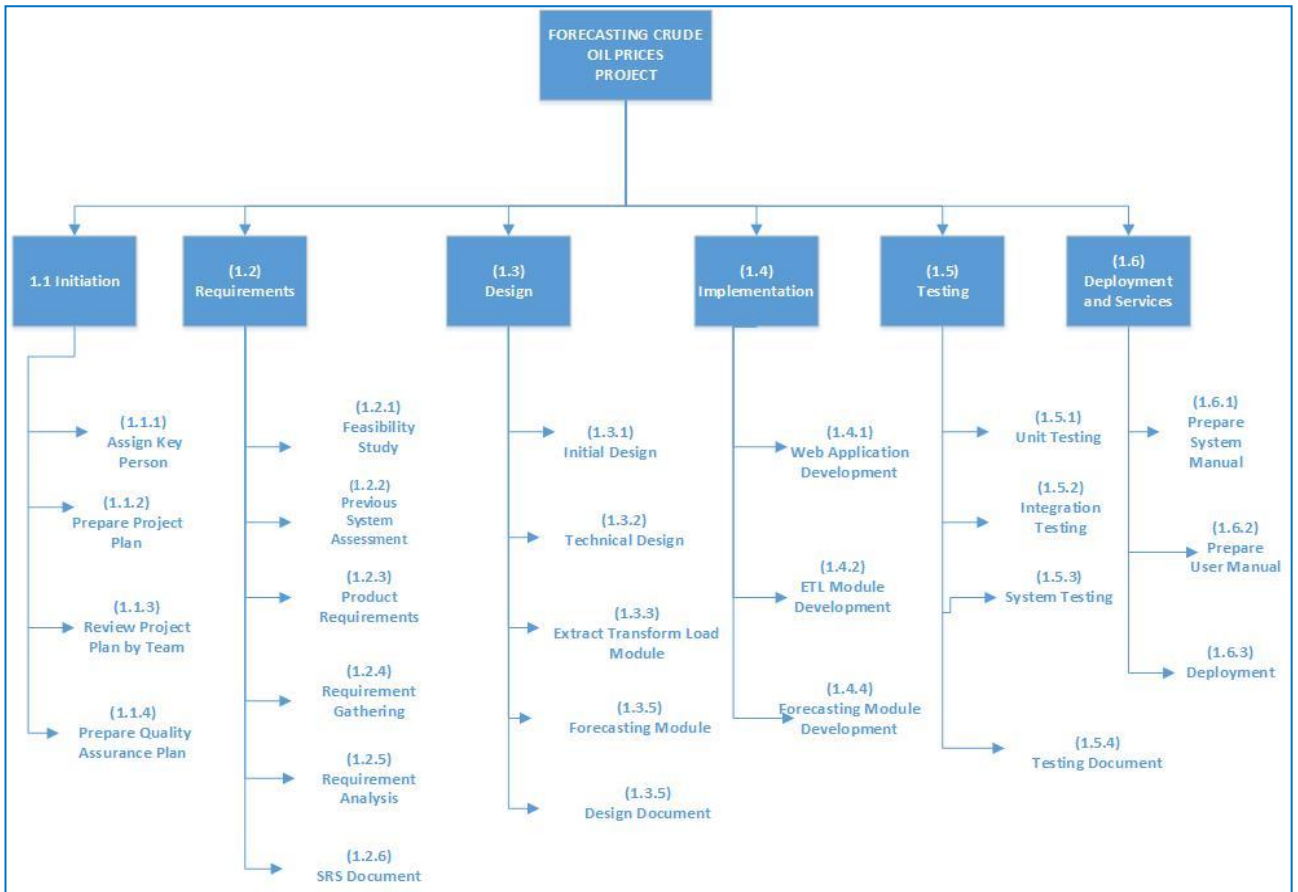 FORECASTING CRUDE
OIL PRICES
PROJECT
1.1 Initiation
(1.2)
Requirements
(1.3)
Design
(1.4)
Implementation
(1.5)
Testing
(1.6)
Deployment
and Services
(1.1.1)
Assign Key
Person
(1.1.2)
Prepare Project
Plan
(1.1.3)
Review Project
Plan by Team
(1.1.4)
Prepare Quality
Assurance Plan
(1.2.1)
Feasibility
Study
(1.2.2)
Previous
System
Assessment
(1.2.3)
Product
Requirements
(1.2.4)
Requirement
Gathering
(1.2.5)
Requirement
Analysis
(1.2.6)
SRS Document
(1.3.1)
Initial Design
(1.3.2)
Technical Design
(1.3.3)
Extract Transform Load
Module
(1.3.5)
Forecasting Module
(1.3.5)
Design Document
(1.4.1)
Web Application
Development
(1.4.2)
ETL Module
Development
(1.4.4)
Forecasting Module
Development
(1.5.1)
Unit Testing
(1.5.2)
Integration
Testing
(1.5.3)
System Testing
(1.5.4)
Testing Document
(1.6.1)
Prepare
System
Manual
(1.6.2)
Prepare
User Manual
(1.6.3)
Deployment